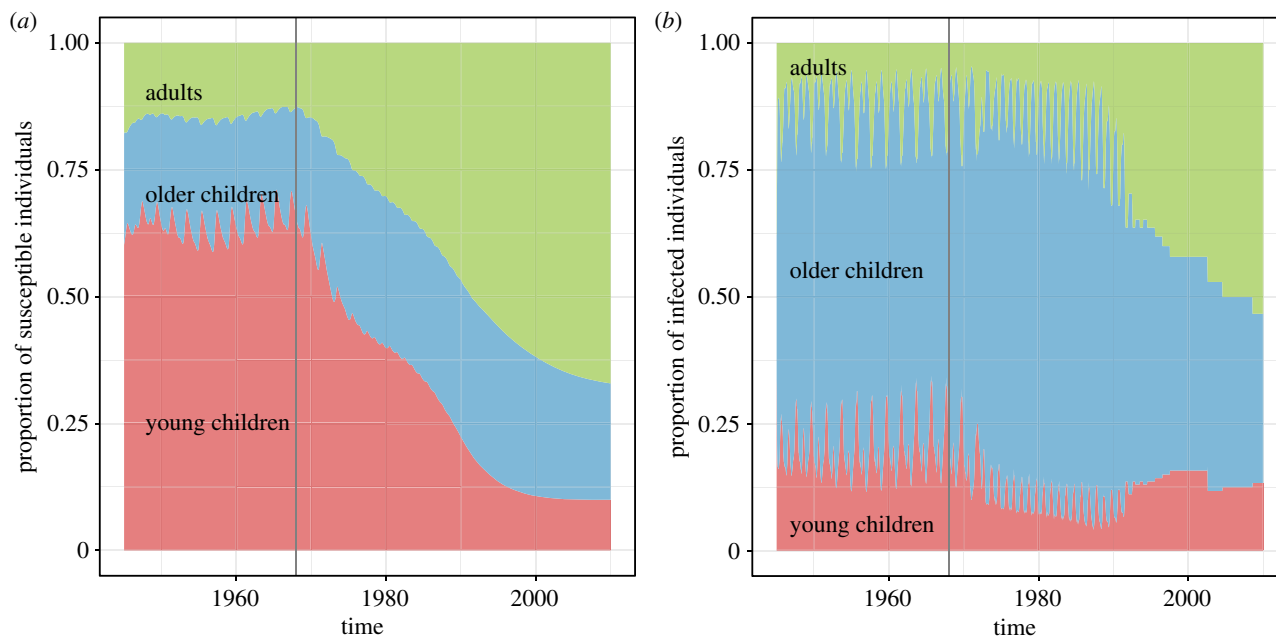 (a)
proportion of susceptible individuals
1.00
0.75
0.50
0.25
0
adults
older children
young children
1960
1980
2000
time
(b)
proportion of infected individuals
1.00
0.75
0.50
0.25
0
adults
older children
young children
1960
1980
2000
time